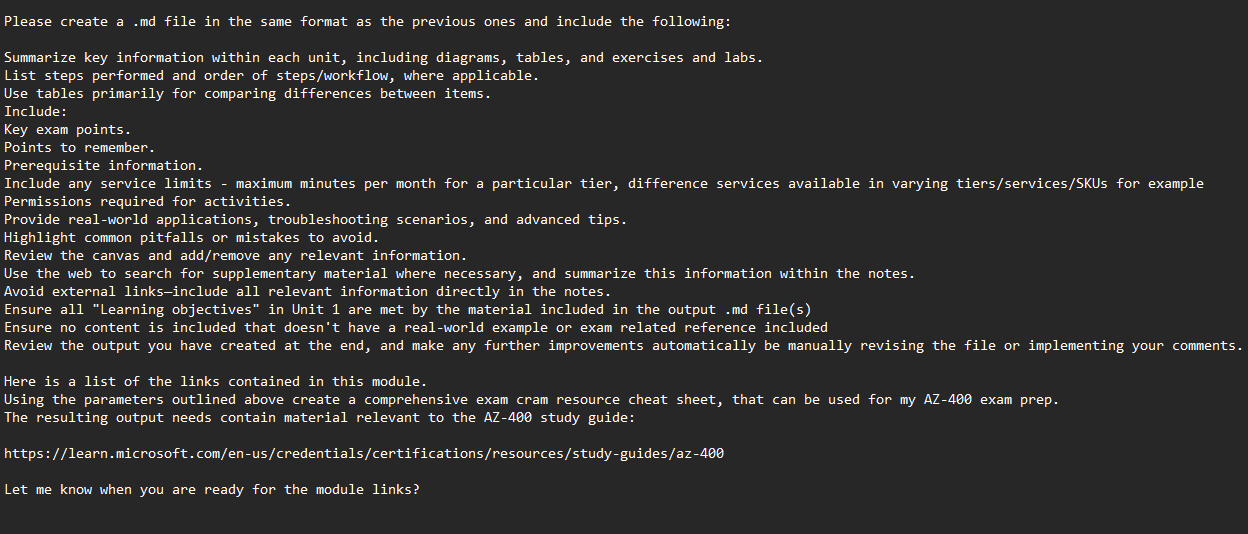 Please create a .md file in the same format as the previous ones and include the following:
Summarize key information within each unit, including diagrams, tables, and exercises and labs.
List steps performed and order of steps/workflow, where applicable.
Use tables primarily for comparing differences between items.
Include:
Key exam points.
Points to remember.
Prerequisite information.
Include any service limits - maximum minutes per month for a particular tier, difference services available in varying tiers/services/SKUs for example
Permissions required for activities.
Provide real-world applications, troubleshooting scenarios, and advanced tips.
Highlight common pitfalls or mistakes to avoid.
Review the canvas and add/remove any relevant information.
Use the web to search for supplementary material where necessary, and summarize this information within the notes.
Avoid external links—include all relevant information directly in the notes.
Ensure all "Learning objectives" in Unit 1 are met by the material included in the output .md file(s)
Ensure no content is included that doesn't have a real-world example or exam related reference included
Review the output you have created at the end, and make any further improvements automatically be manually revising the file or implementing your comments.
Here is a list of the links contained in this module.
Using the parameters outlined above create a comprehensive exam cram resource cheat sheet, that can be used for my AZ-400 exam prep.
The resulting output needs contain material relevant to the AZ-400 study guide:
https://learn.microsoft.com/en-us/credentials/certifications/resources/study-guides/az-400
Let me know when you are ready for the module links?